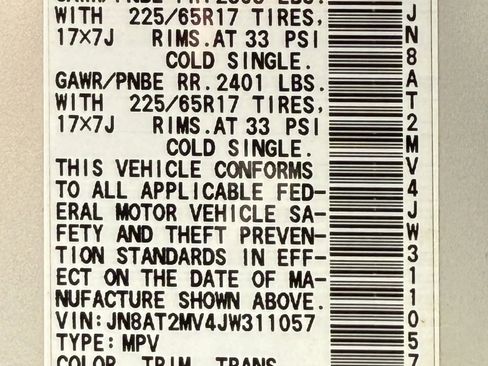 WITH 225/65R17 TIRES,
17×7J RIMS.AT 33 PSI
COLD SINGLE.
GAWR/PNBE RR. 2401 LBS.
WITH 225/65R17 TIRES,
17×7J RIMS.AT 33 PSI
COLD SINGLE.
THIS VEHICLE CONFORMS
TO ALL APPLICABLE FED-
ERAL MOTOR VEHICLE SA-
FETY AND THEFT PREVEN-
TION STANDARDS IN EFF-
ECT ON THE DATE OF MA-
NUFACTURE SHOWN ABOVE.
VIN:JN8AT2MV4JW311057
TYPE:MPV
COLOR TRIM TRANS
JN8AT2MV4JW311057